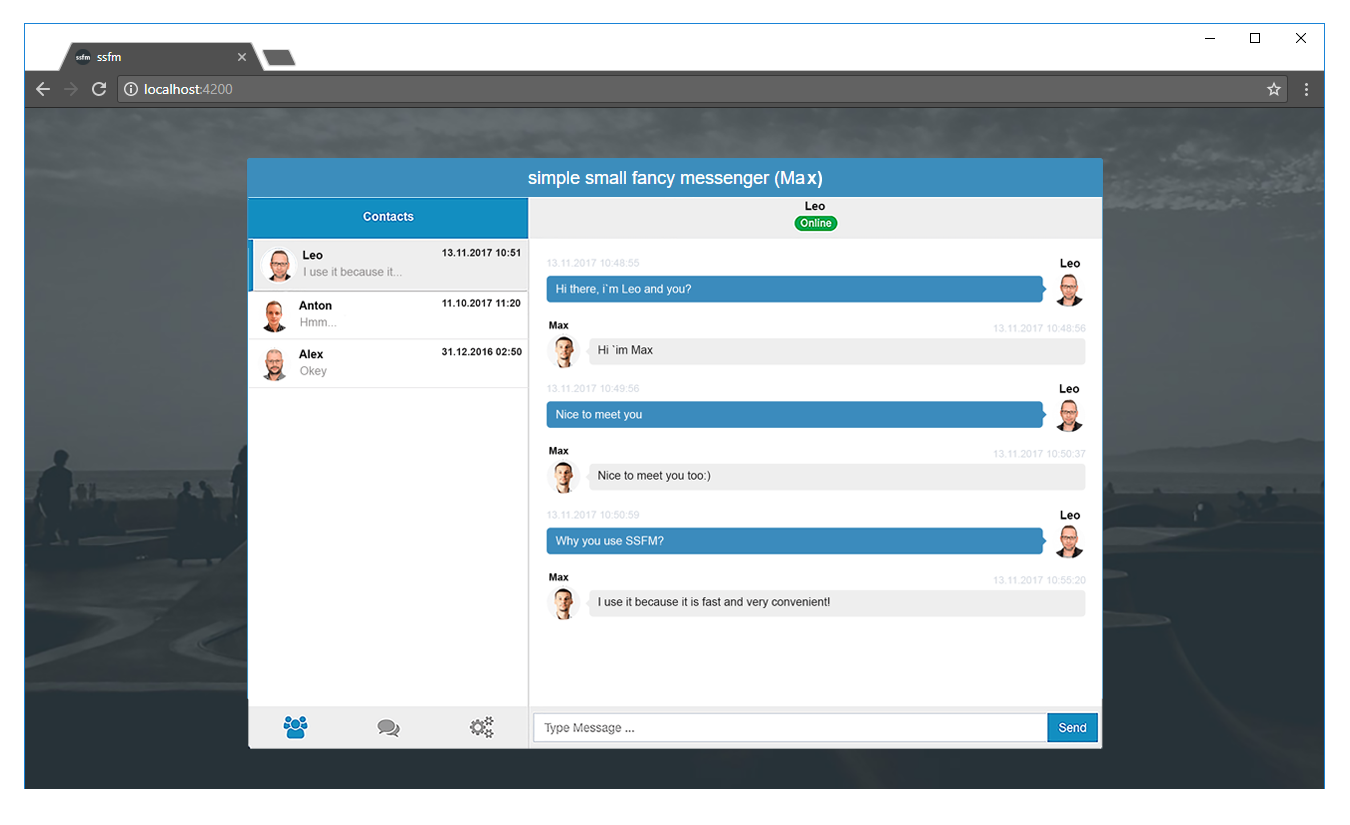 ssfm ssfm
localhost:4200
simple small fancy messenger (Max)
Contacts
Leo
13.11.2017 10:51
I use it because it...
Anton
11.10.2017 11:20
Hmm...
Alex
31.12.2016 02:50
Okey
Leo
Online
13.11.2017 10:48:55
Leo
Hi there, i`m Leo and you?
Max
13.11.2017 10:48:56
Hi `im Max
13.11.2017 10:49:56
Leo
Nice to meet you
Max
13.11.2017 10:50:37
Nice to meet you too:)
13.11.2017 10:50:59
Leo
Why you use SSFM?
Max
13.11.2017 10:55:20
I use it because it is fast and very convenient!
Type Message ...
Send